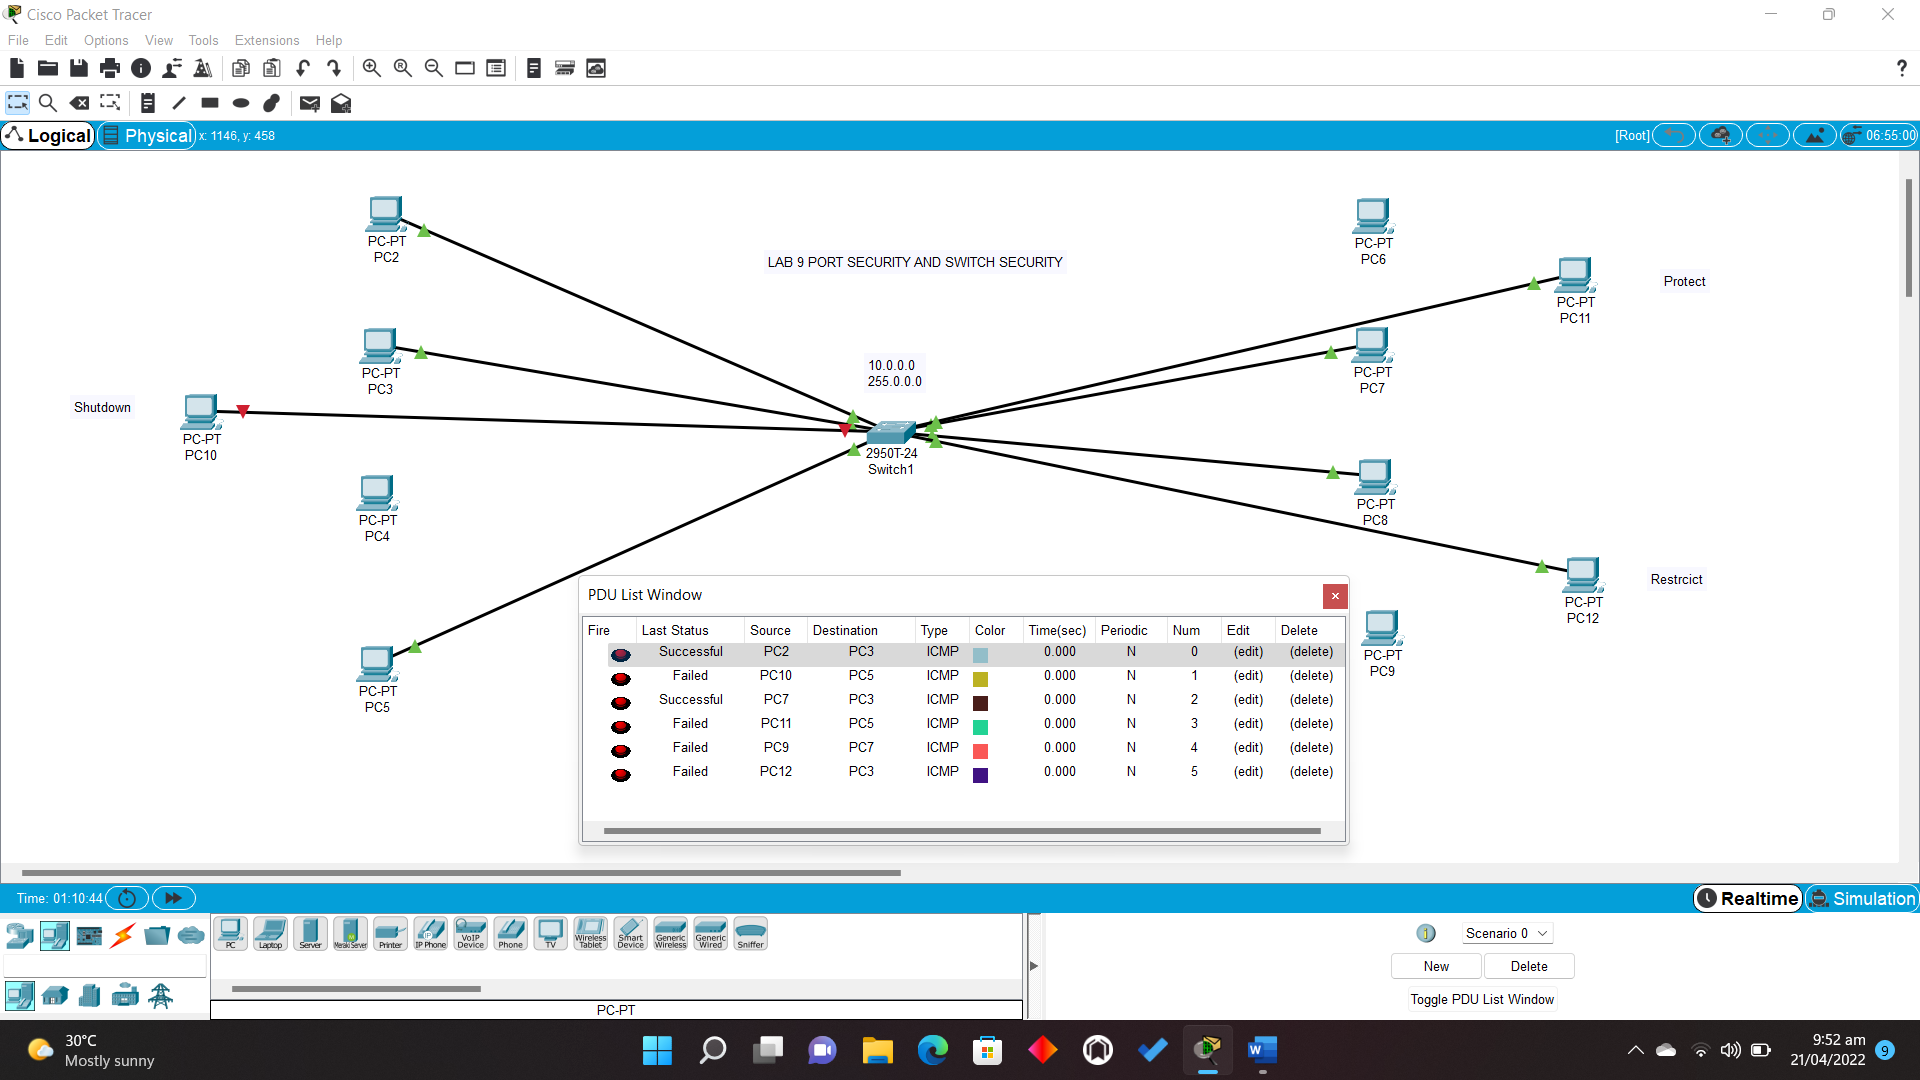 Cisco Packet Tracer
File Edit Options View Tools Extensions Help
Logical Physical x: 1146, y: 458 [Root] 06:55:00
PC-PT
PC2
PC-PT
PC6
LAB 9 PORT SECURITY AND SWITCH SECURITY
Protect
PC-PT
PC11
PC-PT
PC3
10.0.0.0
255.0.0.0
PC-PT
PC7
Shutdown
PC-PT
PC10
2950T-24
Switch1
PC-PT
PC4
PC-PT
PC8
Restrcict
PC-PT
PC12
PC-PT
PC5
PC-PT
PC9
PDU List Window
Fire Last Status Source Destination Type Color Time(sec) Periodic Num Edit Delete
Successful PC2 PC3 ICMP 0.000 N 0 (edit) (delete)
Failed PC10 PC5 ICMP 0.000 N 1 (edit) (delete)
Successful PC7 PC3 ICMP 0.000 N 2 (edit) (delete)
Failed PC11 PC5 ICMP 0.000 N 3 (edit) (delete)
Failed PC9 PC7 ICMP 0.000 N 4 (edit) (delete)
Failed PC12 PC3 ICMP 0.000 N 5 (edit) (delete)
Time: 01:10:44 Realtime Simulation
PC
Laptop
Server
Meraki Server
Printer
IP Phone
VoIP
Device
Phone
TV
Wireless
Tablet
Smart
Device
Generic
Wireless
Generic
Wired
Sniffer
PC-PT
Scenario 0
New Delete
Toggle PDU List Window
30°C
Mostly sunny
9:52 am
21/04/2022
9